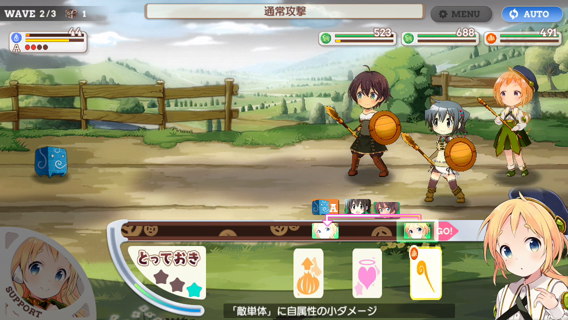 WAVE 2/3 1
通常攻撃
MENU
AUTO
44
A
523
688
491
A
GO!
とっておき
SUPPORT
「敵単体」に自属性の小ダメージ